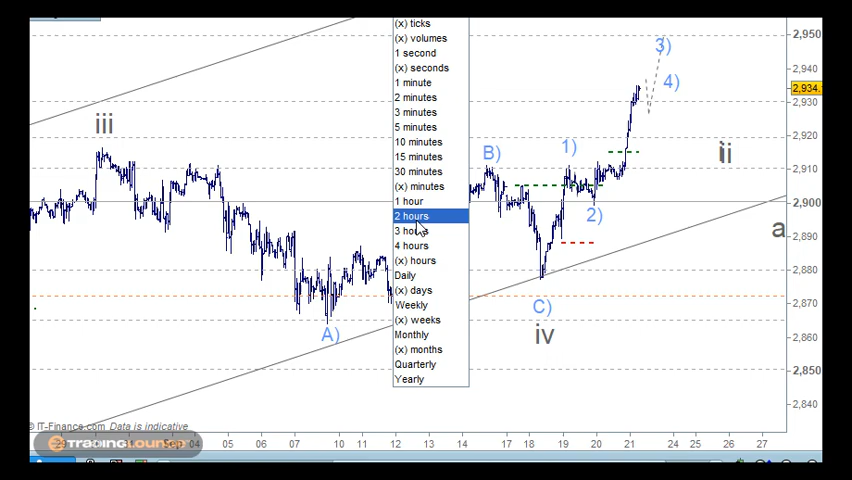 (x) ticks
(x) volumes
1 second
(x) seconds
1 minute
2 minutes
3 minutes
5 minutes
10 minutes
15 minutes
30 minutes
(x) minutes
1 hour
2 hours
3 hours
4 hours
(x) hours
Daily
(x) days
Weekly
(x) weeks
Monthly
(x) months
Quarterly
Yearly
iii
A)
B)
C)
iv
1)
2)
3)
4)
ii
a
2,950
2,940
2,934.
2,930
2,920
2,910
2,900
2,890
2,880
2,870
2,860
2,850
2,840
© IT-Finance.com Data is indicative
TRADINGLOUNGE
29 31 Sep 04 05 06 07 10 11 12 13 14 17 18 19 20 21 24 25 26 27